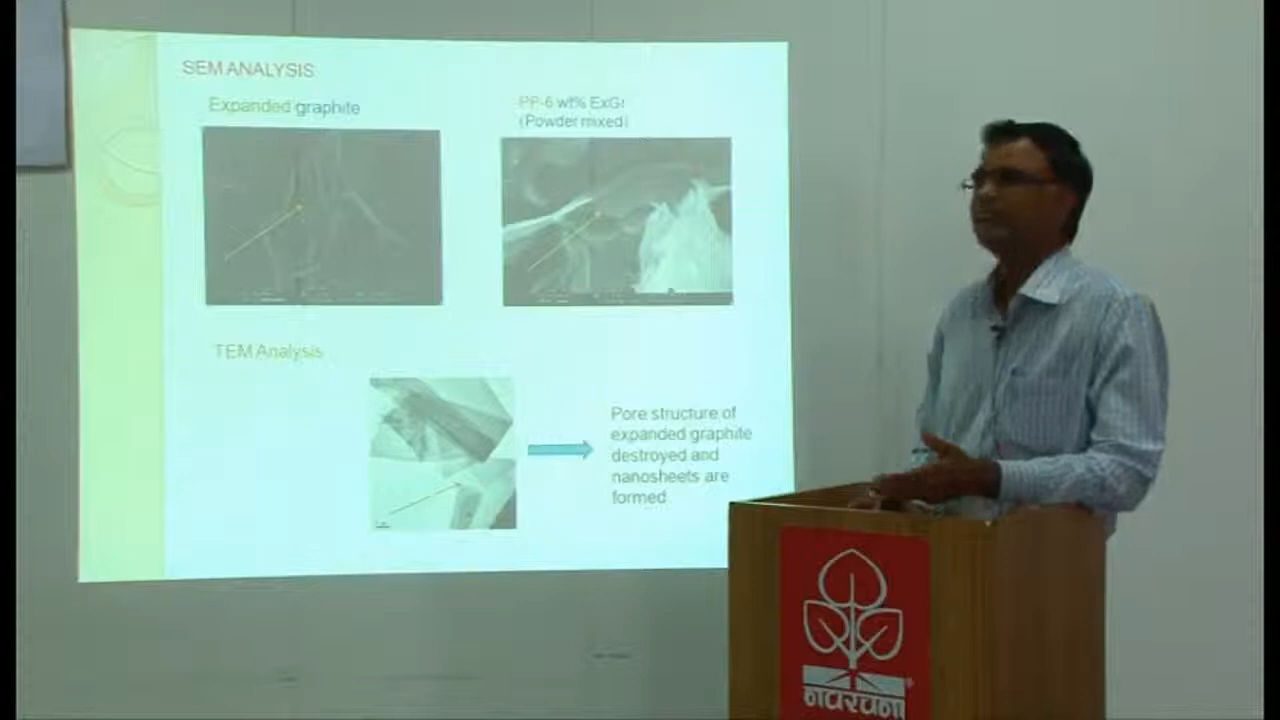 SEM ANALYSIS
Expanded graphite
PP-6 wt% ExGr
(Powder mixed)
TEM Analysis
Pore structure of
expanded graphite
destroyed and
nanosheets are
formed
નવરચના